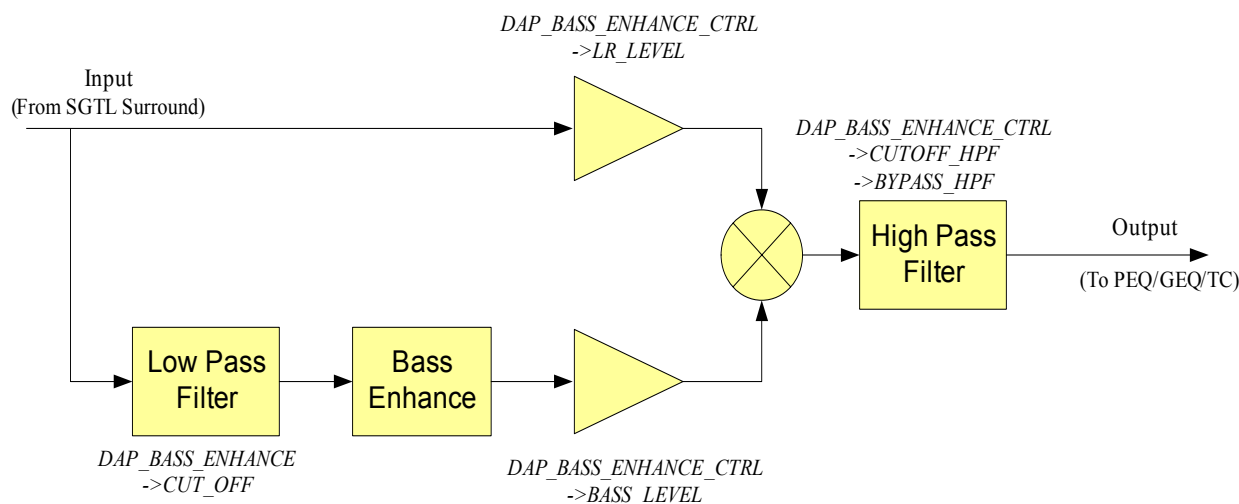 DAP_BASS_ENHANCE_CTRL
->LR_LEVEL
Input
(From SGTL Surround)
DAP_BASS_ENHANCE_CTRL
->CUTOFF_HPF
->BYPASS_HPF
High Pass
Filter
Output
(To PEQ/GEQ/TC)
Low Pass
Filter
Bass
Enhance
DAP_BASS_ENHANCE
->CUT_OFF
DAP_BASS_ENHANCE_CTRL
->BASS_LEVEL